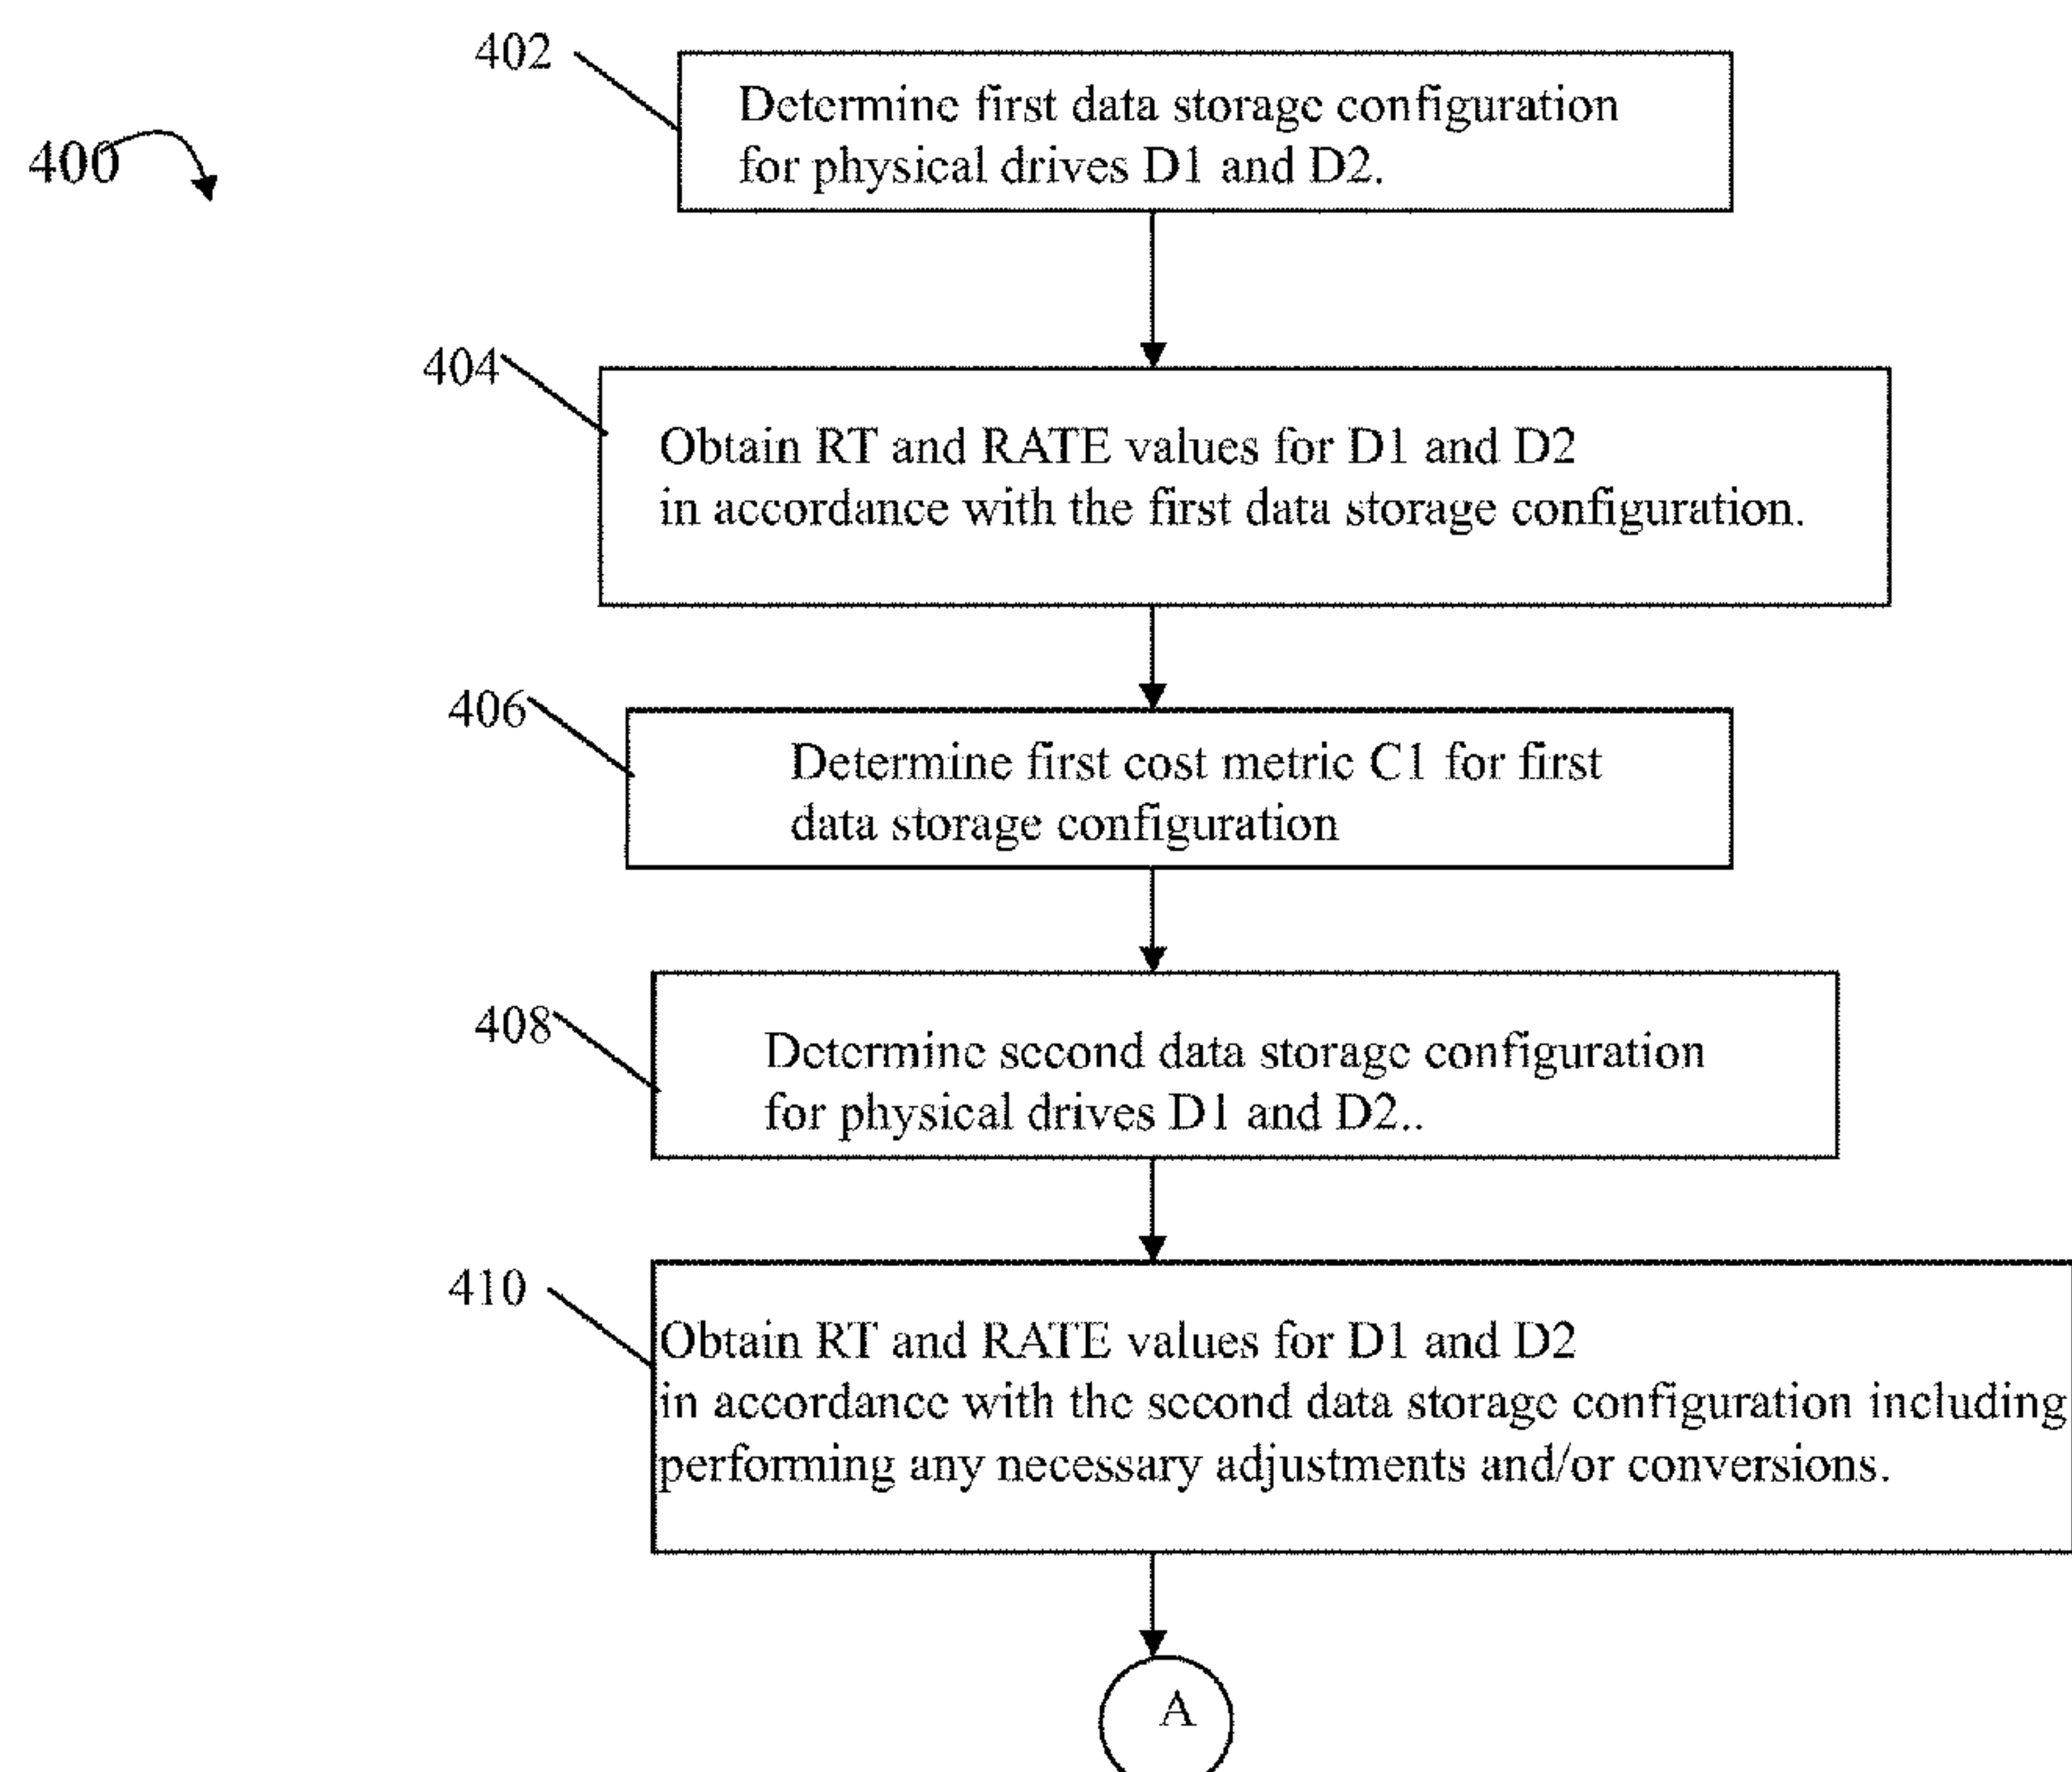 402
Determine first data storage configuration
for physical drives D1 and D2.
400
404
Obtain RT and RATE values for D1 and D2
in accordance with the first data storage configuration.
406
Determine first cost metric C1 for first
data storage configuration
408
Determine second data storage configuration
for physical drives D1 and D2..
410
Obtain RT and RATE values for D1 and D2
in accordance with the second data storage configuration including
performing any necessary adjustments and/or conversions.
A